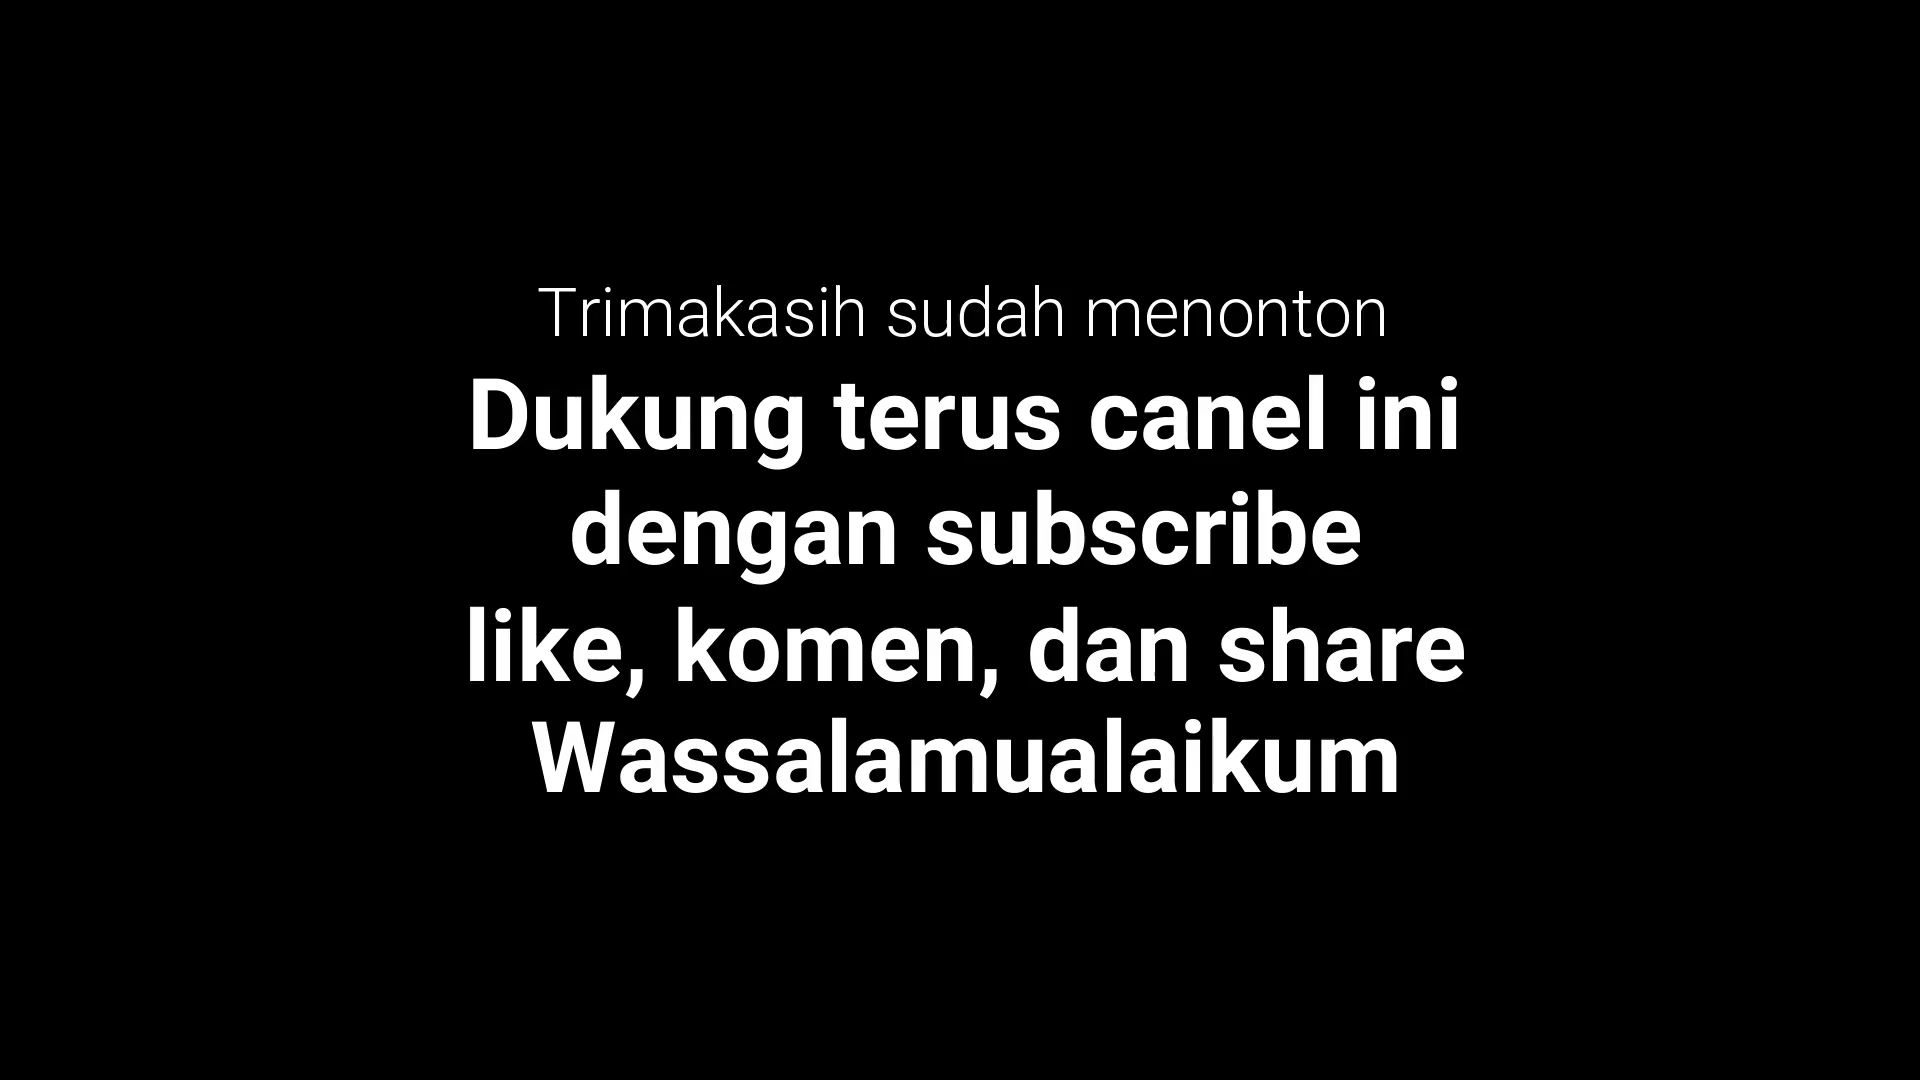 Trimakasih sudah menonton
Dukung terus canel ini
dengan subscribe
like, komen, dan share
Wassalamualaikum